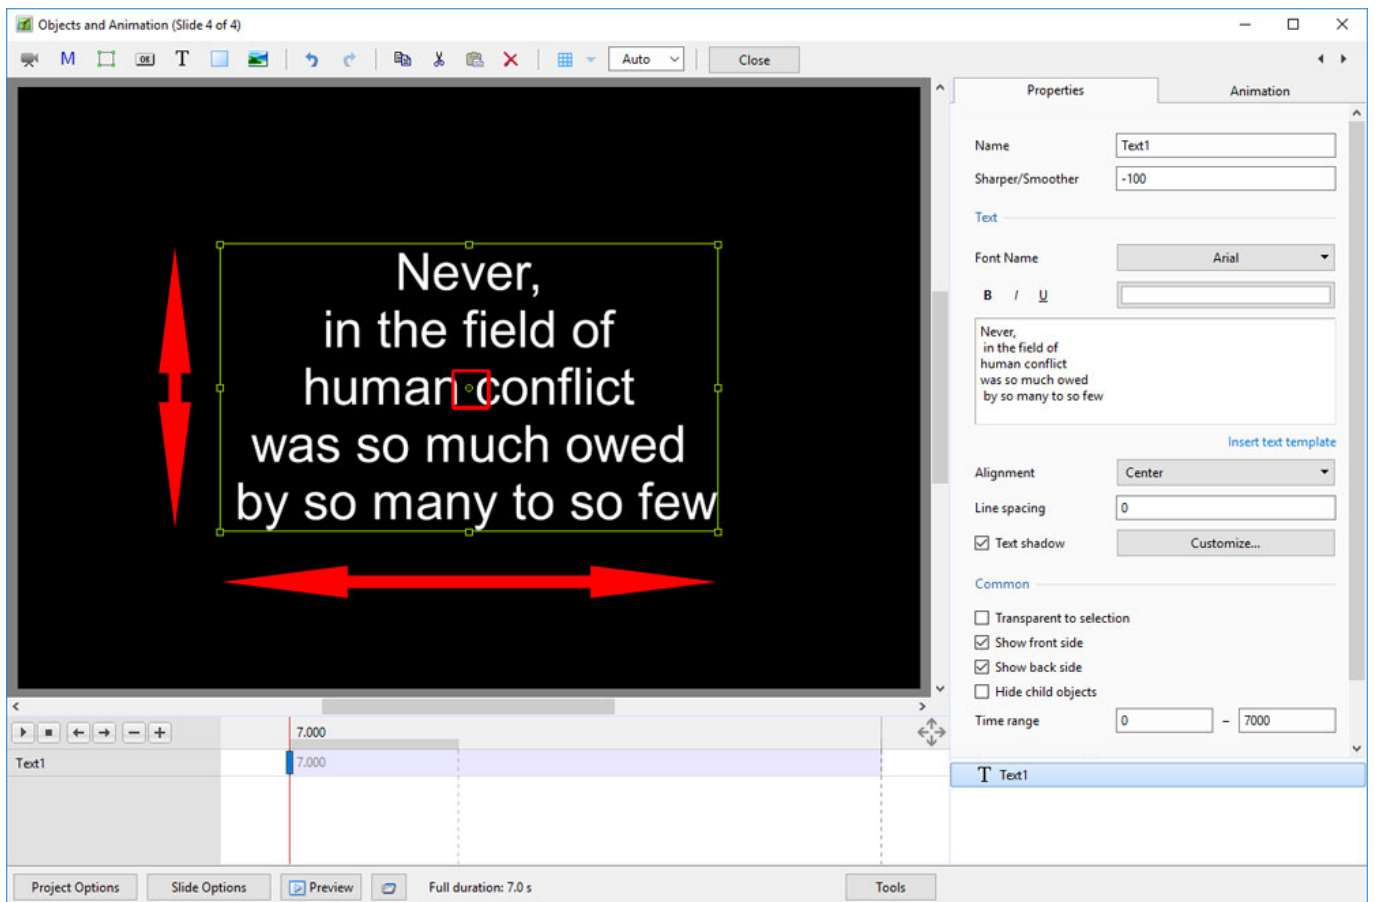 Objects and Animation (Slide 4 of 4)
M OK T Auto Close
Properties Animation
Name Text1
Sharper/Smoother -100
Text
Font Name Arial
B I U
Never,
in the field of
human conflict
was so much owed
by so many to so few
Insert text template
Alignment Center
Line spacing 0
Text shadow Customize...
Common
Transparent to selection
Show front side
Show back side
Hide child objects
Time range 0 – 7000
T Text1
Never,
in the field of
human conflict
was so much owed
by so many to so few
7.000
Text1 7.000
Project Options Slide Options Preview Full duration: 7.0 s Tools